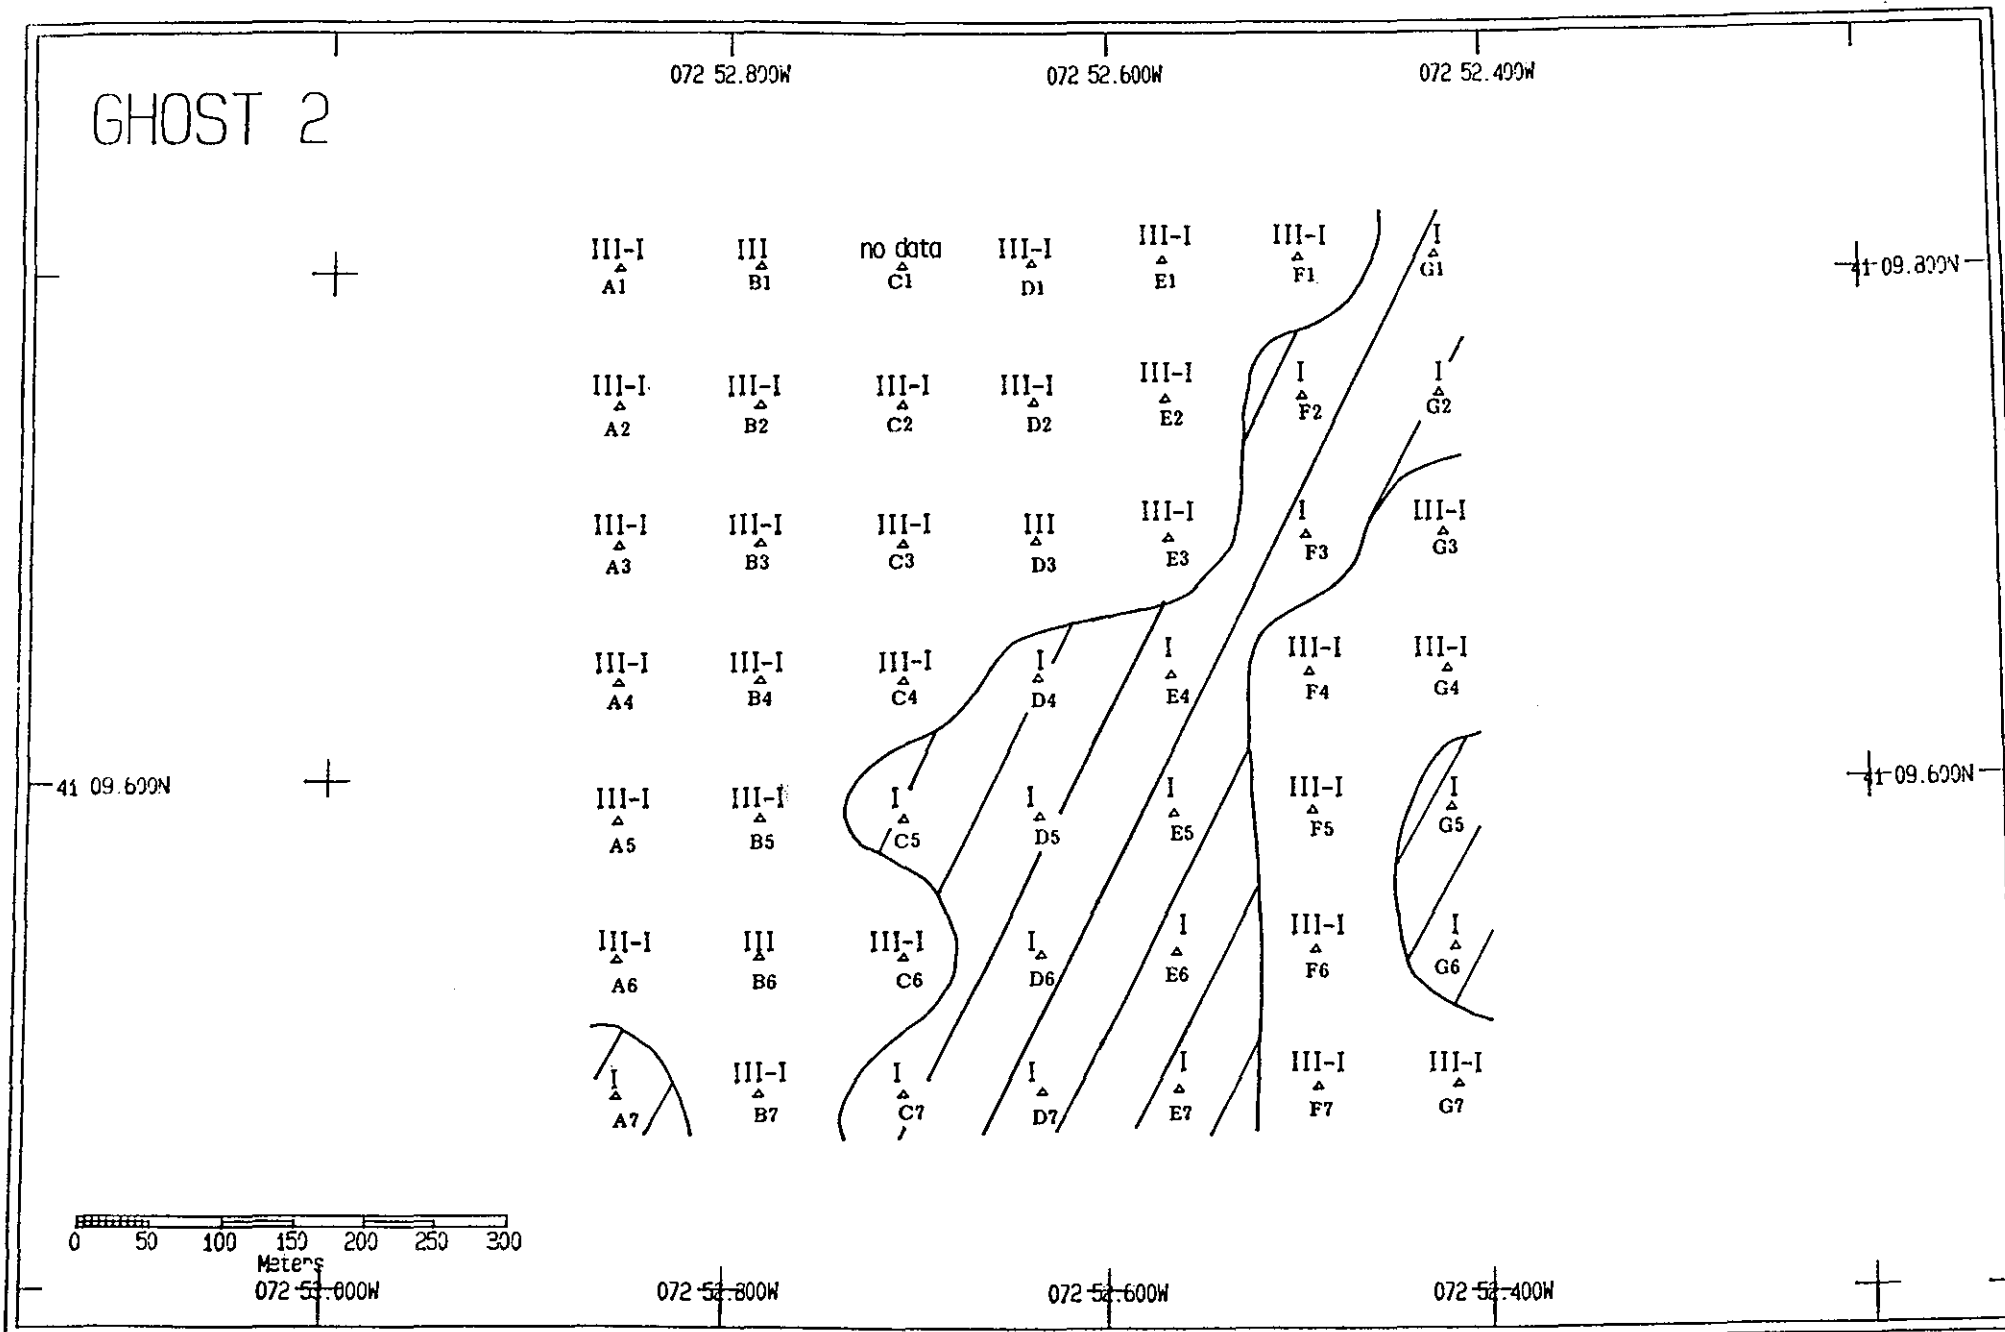 072 52.800W 072 52.600W 072 52.400W
GHOST 2
III-I III no data III-I III-I III-I I
A1 B1 C1 D1 E1 F1 G1
41 09.800N
III-I III-I III-I III-I III-I I I
A2 B2 C2 D2 E2 F2 G2
III-I III-I III-I III III-I I III-I
A3 B3 C3 D3 E3 F3 G3
III-I III-I III-I I I III-I III-I
A4 B4 C4 D4 E4 F4 G4
41 09.600N 41 09.600N
III-I III-I I I I III-I I
A5 B5 C5 D5 E5 F5 G5
III-I III III-I I I III-I I
A6 B6 C6 D6 E6 F6 G6
I III-I I I I III-I III-I
A7 B7 C7 D7 E7 F7 G7
0 50 100 150 200 250 300
Meters
072 53.000W 072 52.800W 072 52.600W 072 52.400W